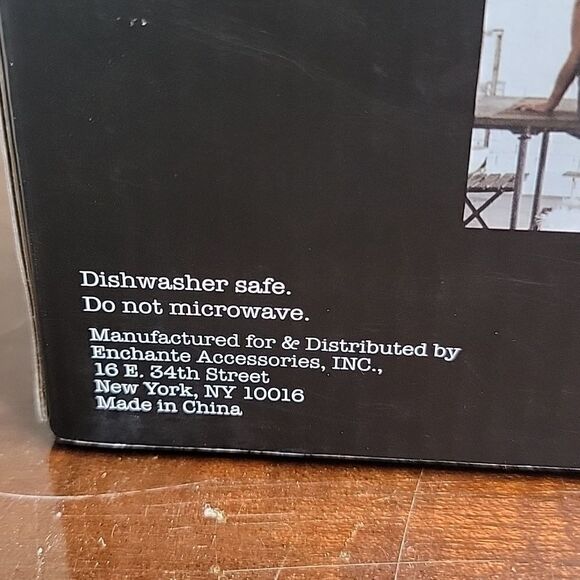 Dishwasher safe.
Do not microwave.
Manufactured for & Distributed by
Enchante Accessories, INC.,
16 E. 34th Street
New York, NY 10016
Made in China